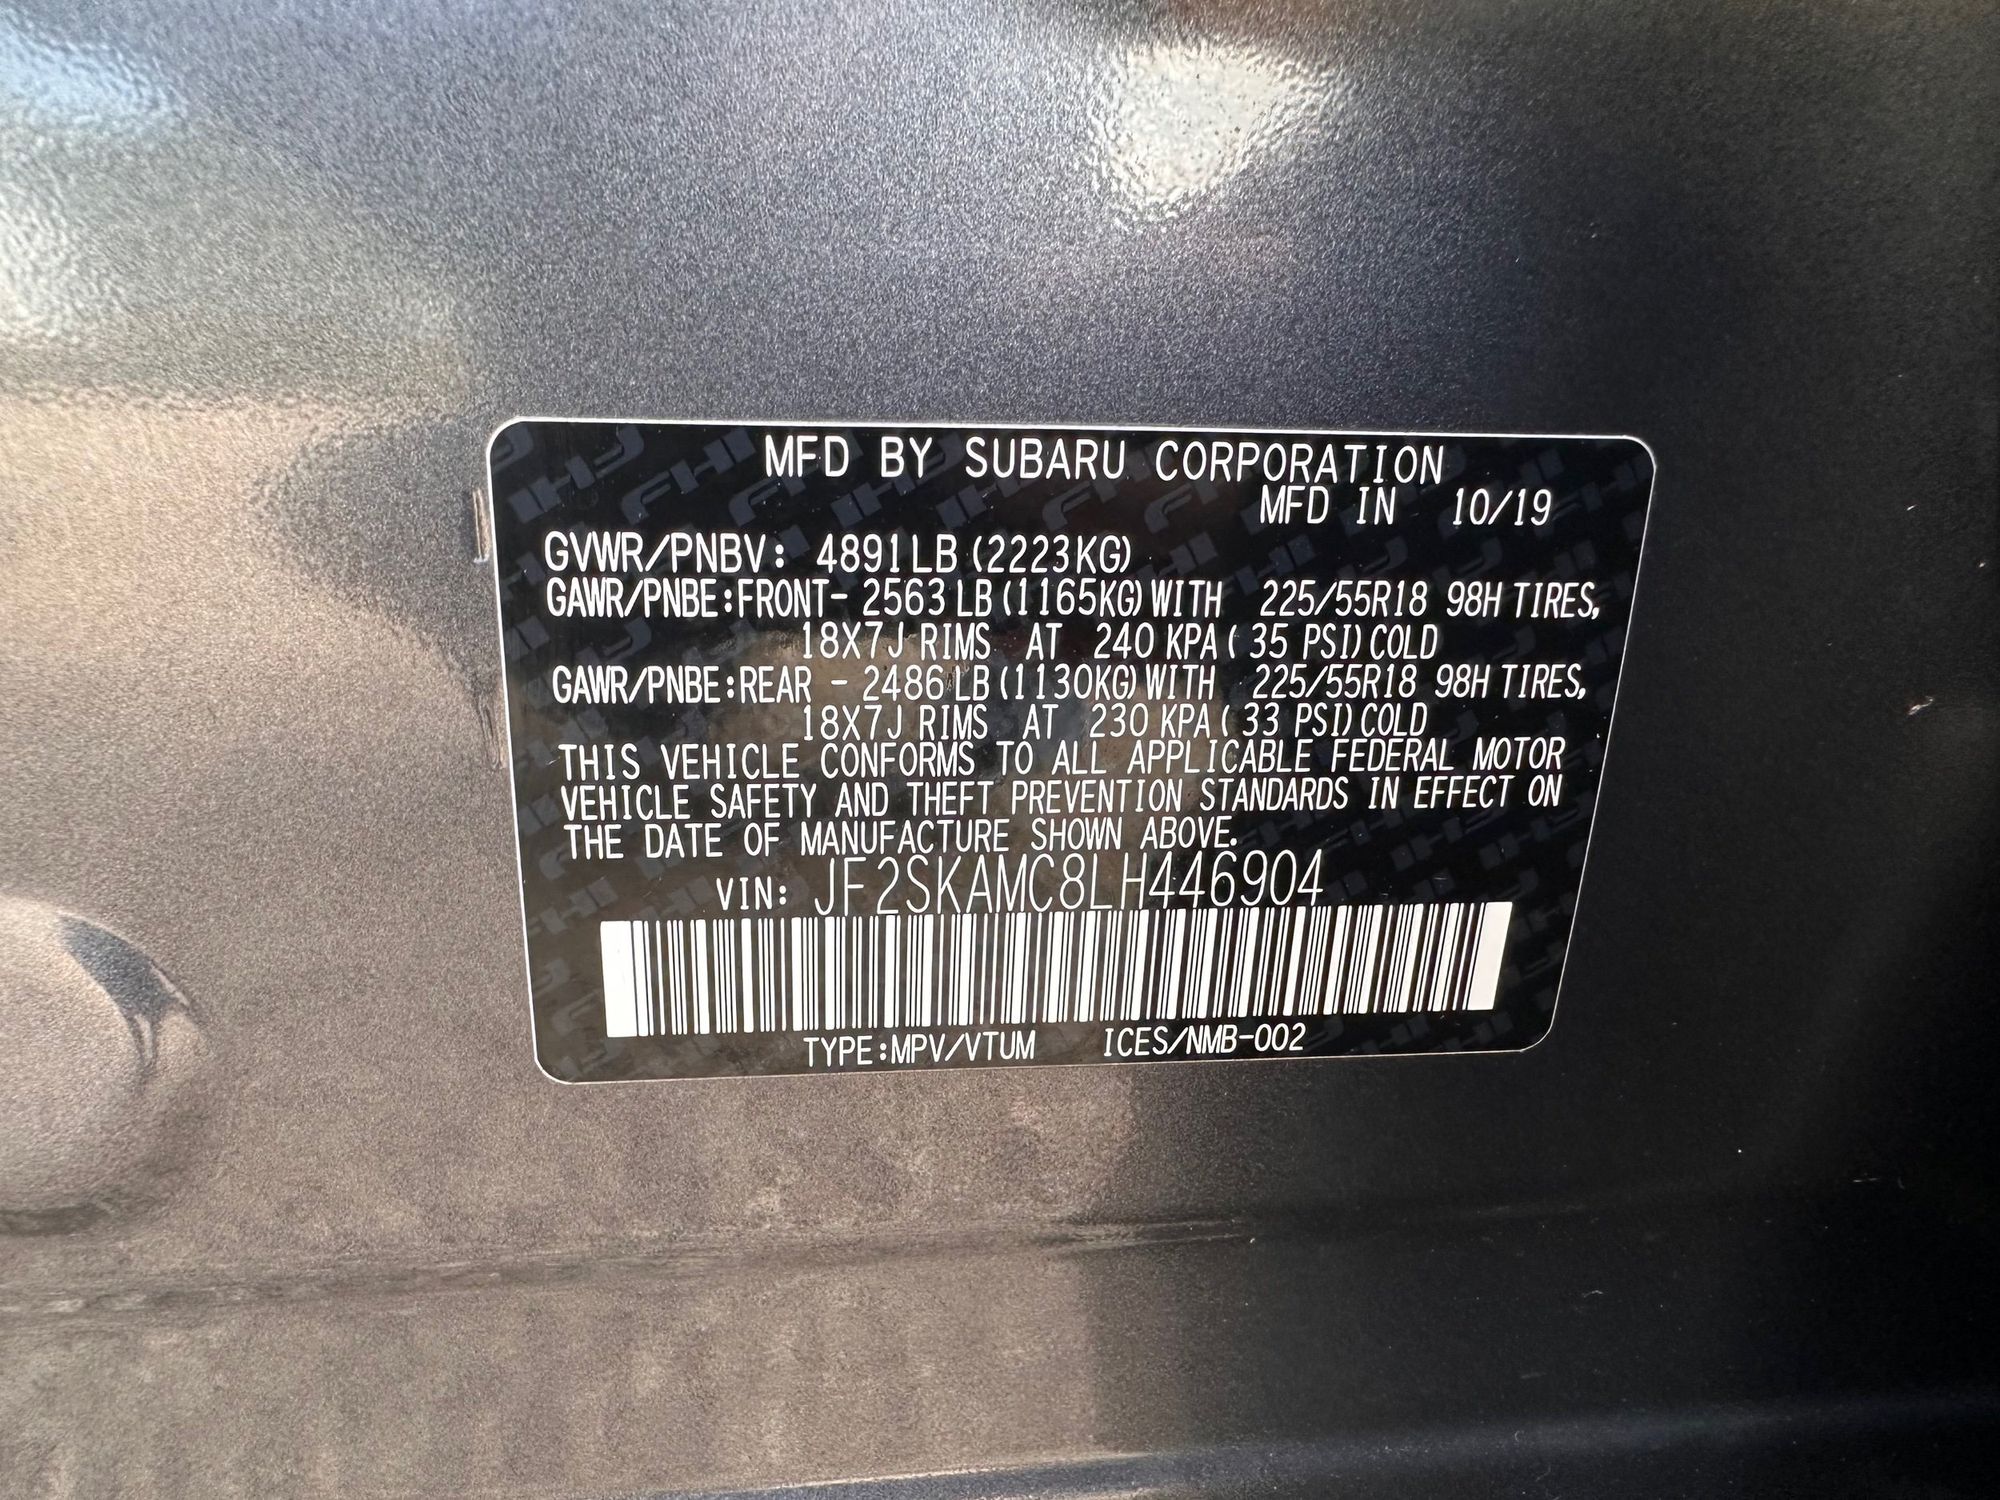 MFD BY SUBARU CORPORATION
MFD IN 10/19
GVWR/PNBV: 4891LB (2223KG)
GAWR/PNBE:FRONT- 2563 LB (1165KG) WITH 225/55R18 98H TIRES,
18X7J RIMS AT 240 KPA ( 35 PSI) COLD
GAWR/PNBE:REAR - 2486 LB (1130KG) WITH 225/55R18 98H TIRES,
18X7J RIMS AT 230 KPA ( 33 PSI) COLD
THIS VEHICLE CONFORMS TO ALL APPLICABLE FEDERAL MOTOR
VEHICLE SAFETY AND THEFT PREVENTION STANDARDS IN EFFECT ON
THE DATE OF MANUFACTURE SHOWN ABOVE.
VIN: JF2SKAMC8LH446904
TYPE:MPV/VTUM ICES/NMB-002